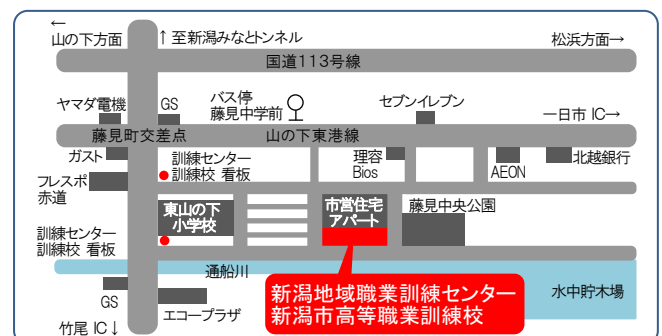 ←
山の下方面
↑至新潟みなとトンネル
松浜方面→
国道113号線
ヤマダ電機
GS
バス停
藤見中学前
セブンイレブン
一日市 IC→
藤見町交差点
山の下東港線
ガスト
訓練センター
訓練校 看板
理容
Bios
AEON
北越銀行
フレスポ
赤道
東山の下
小学校
市営住宅
アパート
藤見中央公園
訓練センター
訓練校 看板
通船川
水中貯木場
新潟地域職業訓練センター
新潟市高等職業訓練校
GS
エコープラザ
竹尾 IC↓